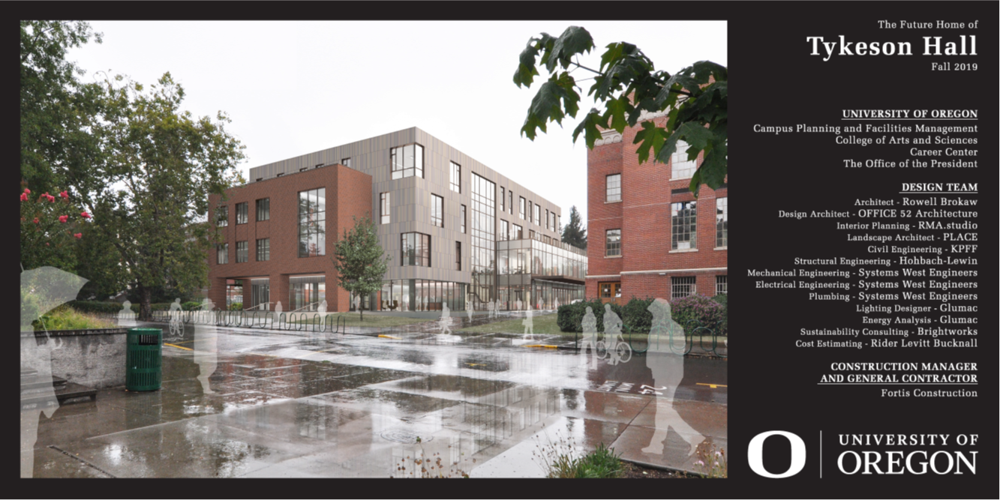 The Future Home of
Tykeson Hall
Fall 2019
UNIVERSITY OF OREGON
Campus Planning and Facilities Management
College of Arts and Sciences
Career Center
The Office of the President
DESIGN TEAM
Architect - Rowell Brokaw
Design Architect - OFFICE 52 Architecture
Interior Planning - RMA.studio
Landscape Architect - PLACE
Civil Engineering - KPFF
Structural Engineering - Hohbach-Lewin
Mechanical Engineering - Systems West Engineers
Electrical Engineering - Systems West Engineers
Plumbing - Systems West Engineers
Lighting Designer - Glumac
Energy Analysis - Glumac
Sustainability Consulting - Brightworks
Cost Estimating - Rider Levitt Bucknall
CONSTRUCTION MANAGER
AND GENERAL CONTRACTOR
Fortis Construction
O
UNIVERSITY OF
OREGON